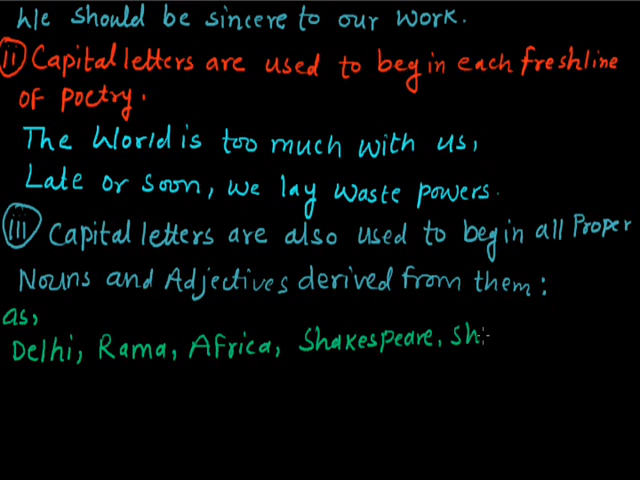 We should be sincere to our work.
(ii) Capital letters are used to begin each freshline
of poetry.
The World is too much with us,
Late or soon, we lay waste powers.
(iii) Capital letters are also used to begin all Proper
Nouns and Adjectives derived from them:
as,
Delhi, Rama, Africa, Shakespeare, Shi